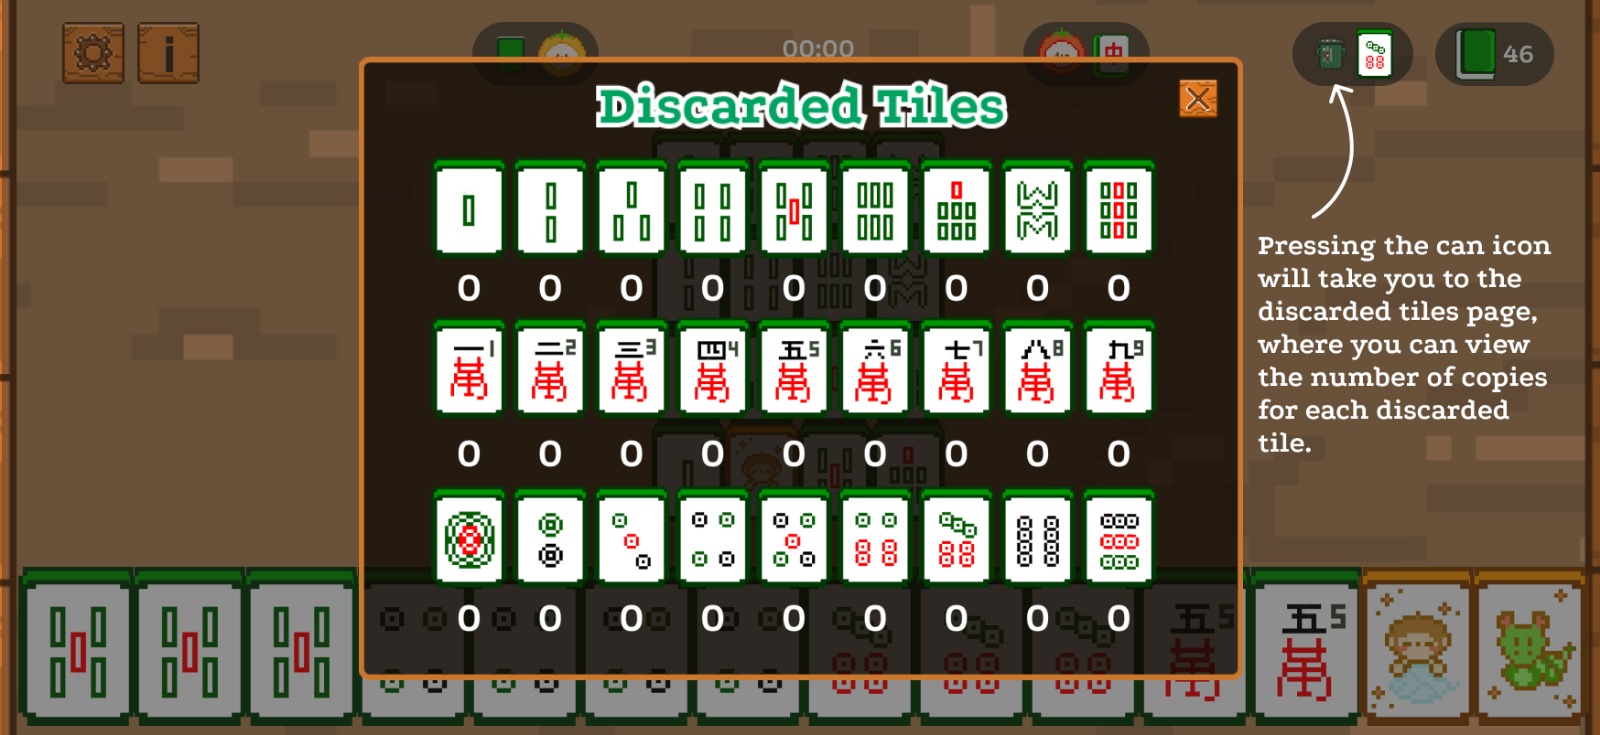 00:00
中
46
Discarded Tiles
Pressing the can icon
will take you to the
discarded tiles page,
where you can view
the number of copies
for each discarded
tile.
0 0 0 0 0 0 0 0 0
一1 二2 三3 四4 五5 六6 七7 八8 九9
萬 萬 萬 萬 萬 萬 萬 萬 萬
0 0 0 0 0 0 0 0 0
0 0 0 0 0 0 0 0 0
五5 五5
萬 萬